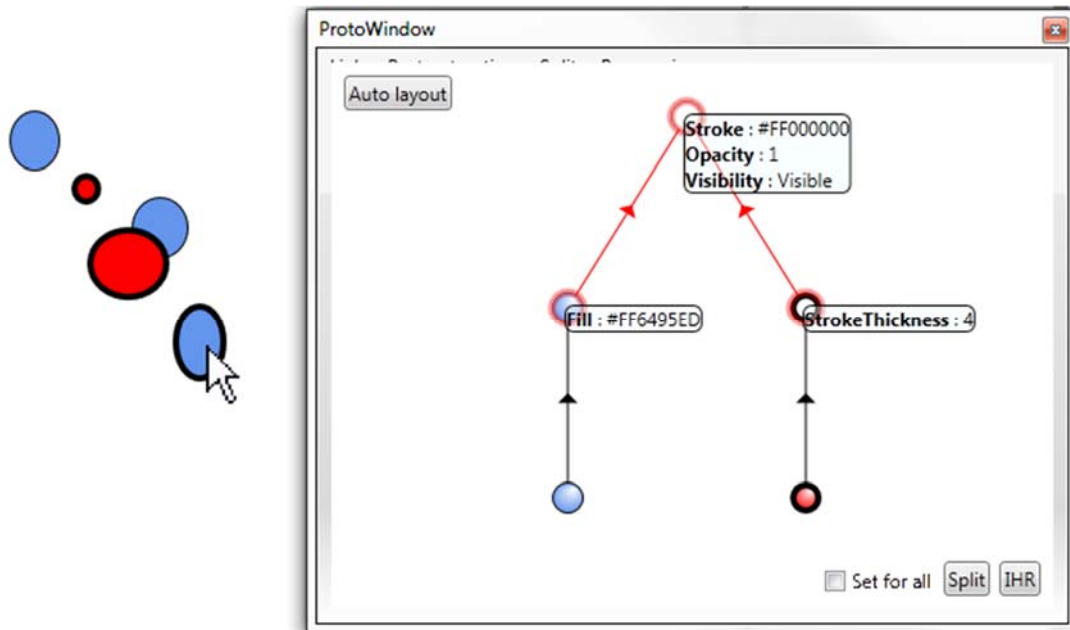 ProtoWindow
Auto layout
Stroke : #FF000000
Opacity : 1
Visibility : Visible
Fill : #FF6495ED
StrokeThickness : 4
Set for all
Split
IHR